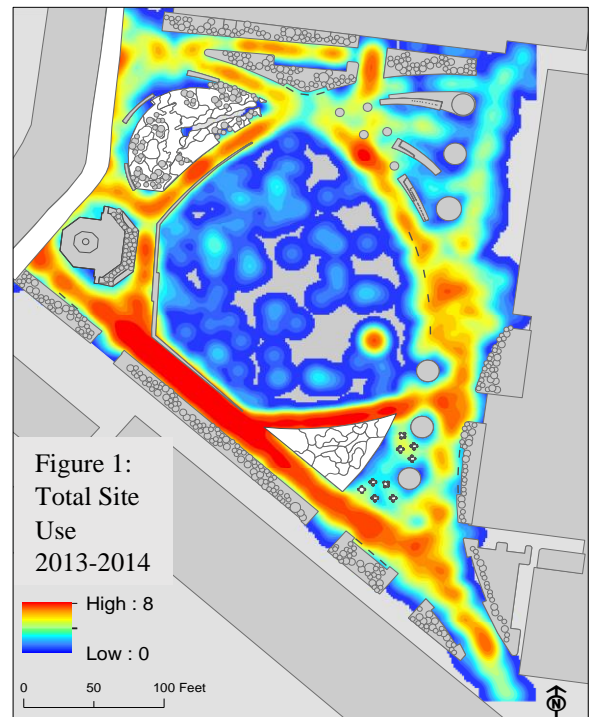 Figure 1:
Total Site
Use
2013-2014
High : 8
Low : 0
0 50 100 Feet
N